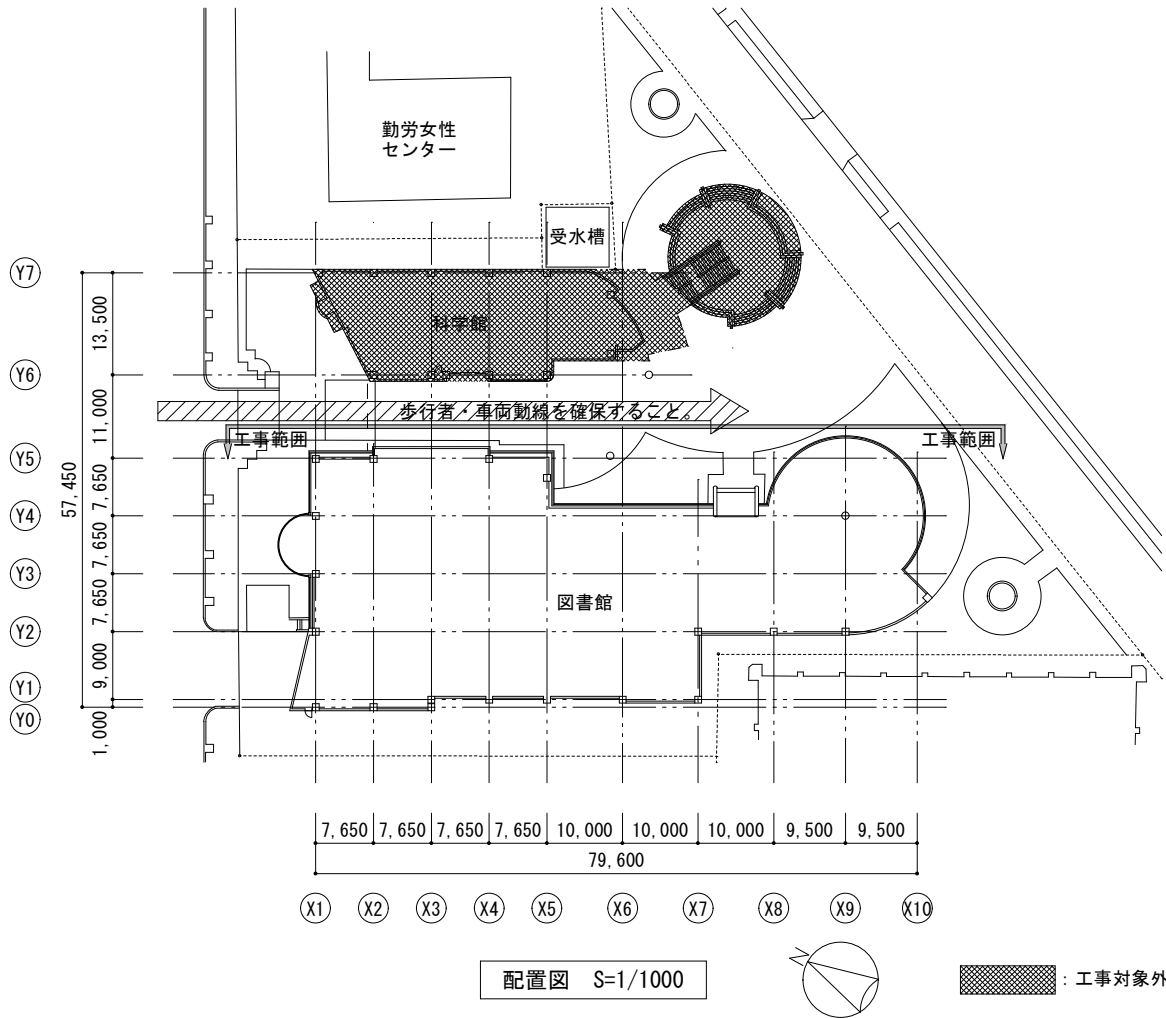 勤労女性
センター
受水槽
Y7
13,500
科学館
Y6
11,000
歩行者・車両動線を確保すること。
工事範囲
工事範囲
Y5
57,450
7,650
Y4
7,650
Y3
図書館
7,650
Y2
9,000
Y1
Y0
1,000
7,650 7,650 7,650 7,650 10,000 10,000 10,000 9,500 9,500
79,600
X1 X2 X3 X4 X5 X6 X7 X8 X9 X10
N
配置図 S=1/1000
：工事対象外